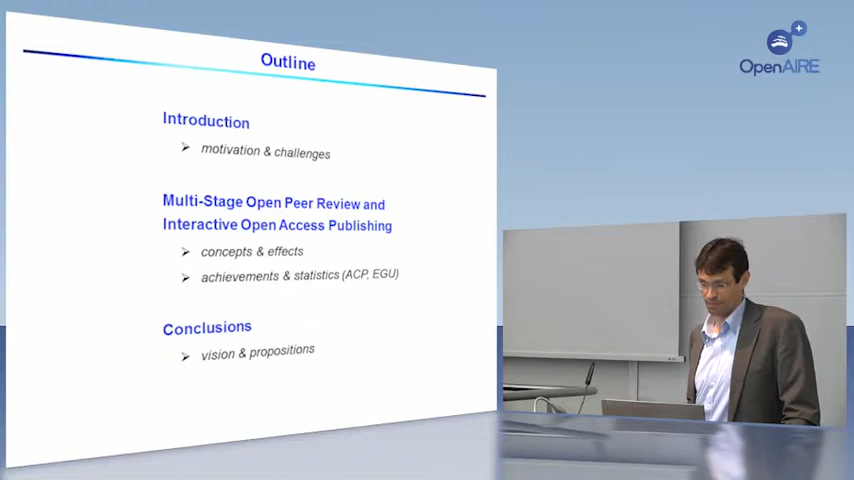 Outline
OpenAIRE
Introduction
motivation & challenges
Multi-Stage Open Peer Review and
Interactive Open Access Publishing
concepts & effects
achievements & statistics (ACP, EGU)
Conclusions
vision & propositions